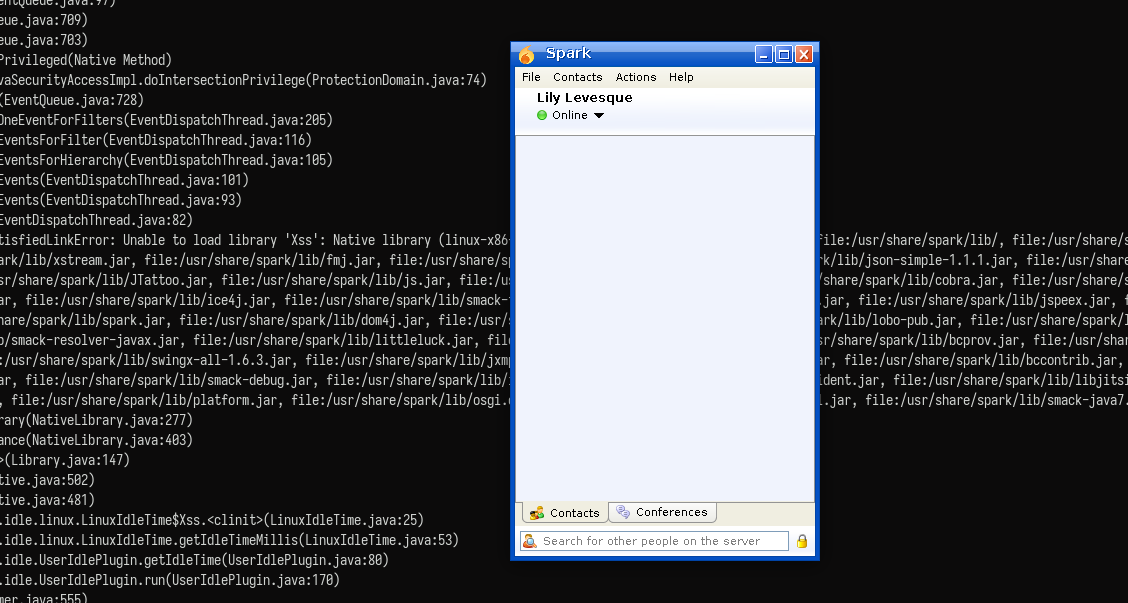 entQueue.java:97)
eue.java:709)
eue.java:703)
Privileged(Native Method)
vaSecurityAccessImpl.doIntersectionPrivilege(ProtectionDomain.java:74)
(EventQueue.java:728)
OneEventForFilters(EventDispatchThread.java:205)
EventsForFilter(EventDispatchThread.java:116)
EventsForHierarchy(EventDispatchThread.java:105)
Events(EventDispatchThread.java:101)
Events(EventDispatchThread.java:93)
EventDispatchThread.java:82)
tisfiedLinkError: Unable to load library 'Xss': Native library (linux-x86- file:/usr/share/spark/lib/, file:/usr/share/s
ark/lib/xstream.jar, file:/usr/share/spark/lib/fmj.jar, file:/usr/share/sp rk/lib/json-simple-1.1.1.jar, file:/usr/share
sr/share/spark/lib/JTattoo.jar, file:/usr/share/spark/lib/js.jar, file:/us r/share/spark/lib/cobra.jar, file:/usr/share/
ar, file:/usr/share/spark/lib/ice4j.jar, file:/usr/share/spark/lib/smack- .jar, file:/usr/share/spark/lib/jspeex.jar, f
hare/spark/lib/spark.jar, file:/usr/share/spark/lib/dom4j.jar, file:/usr/s ark/lib/lobo-pub.jar, file:/usr/share/spark/l
b/smack-resolver-javax.jar, file:/usr/share/spark/lib/littleluck.jar, file sr/share/spark/lib/bcprov.jar, file:/usr/shar
:/usr/share/spark/lib/swingx-all-1.6.3.jar, file:/usr/share/spark/lib/jxmp ar, file:/usr/share/spark/lib/bccontrib.jar,
ar, file:/usr/share/spark/lib/smack-debug.jar, file:/usr/share/spark/lib/ ident.jar, file:/usr/share/spark/lib/libjitsi
, file:/usr/share/spark/lib/platform.jar, file:/usr/share/spark/lib/osgi. l.jar, file:/usr/share/spark/lib/smack-java7.
rary(NativeLibrary.java:277)
ance(NativeLibrary.java:403)
>(Library.java:147)
tive.java:502)
tive.java:481)
.idle.linux.LinuxIdleTime$Xss.<clinit>(LinuxIdleTime.java:25)
.idle.linux.LinuxIdleTime.getIdleTimeMillis(LinuxIdleTime.java:53)
.idle.UserIdlePlugin.getIdleTime(UserIdlePlugin.java:80)
.idle.UserIdlePlugin.run(UserIdlePlugin.java:170)
mer.java:555)
Spark
File Contacts Actions Help
Lily Levesque
Online
Contacts Conferences
Search for other people on the server